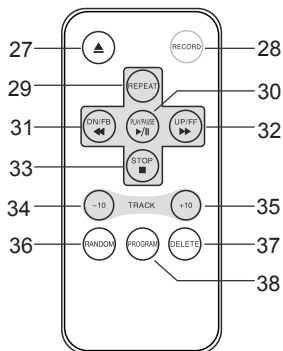 27
28
RECORD
29
REPEAT
30
31
DN/FB
PLAY/PAUSE
UP/FF
32
33
STOP
34
-10
TRACK
+10
35
36
RANDOM
PROGRAM
DELETE
37
38